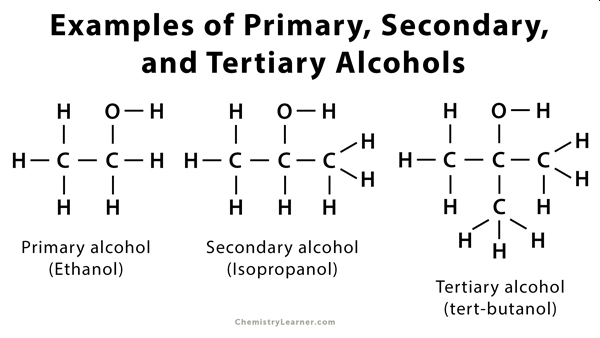 Examples of Primary, Secondary,
and Tertiary Alcohols
H O — H H O — H H O — H
H — C — C — H H — C — C — C H H H — C — C — C H H
H H H H H H C H
H H H
Primary alcohol
(Ethanol)
Secondary alcohol
(Isopropanol)
Tertiary alcohol
(tert-butanol)
ChemistryLearner.com